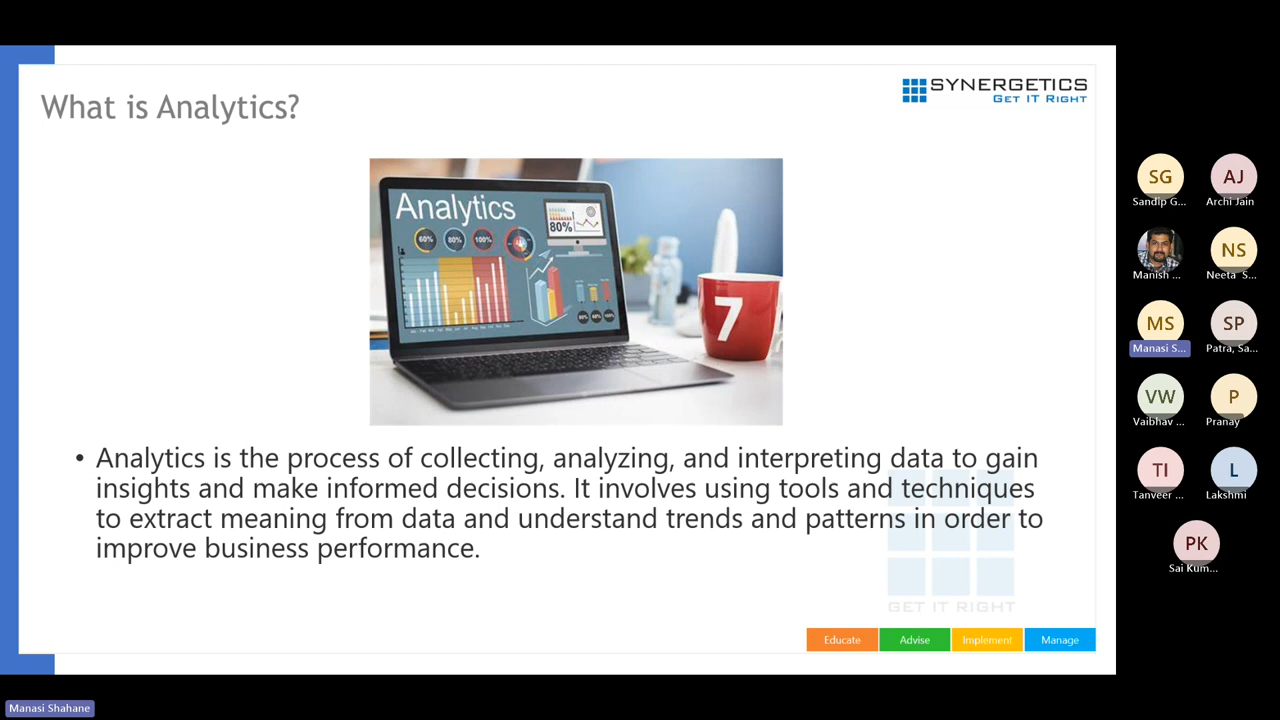 What is Analytics?
SYNERGETICS
GET IT RIGHT
Analytics
80%
60%
80%
100%
7
• Analytics is the process of collecting, analyzing, and interpreting data to gain
insights and make informed decisions. It involves using tools and techniques
to extract meaning from data and understand trends and patterns in order to
improve business performance.
GET IT RIGHT
Educate
Advise
Implement
Manage
SG
Sandip G...
AJ
Archi Jain
Manish ...
NS
Neeta S...
MS
Manasi S...
SP
Patra, Sa...
VW
Vaibhav ...
P
Pranay
TI
Tanveer ...
L
Lakshmi
PK
Sai Kum...
Manasi Shahane